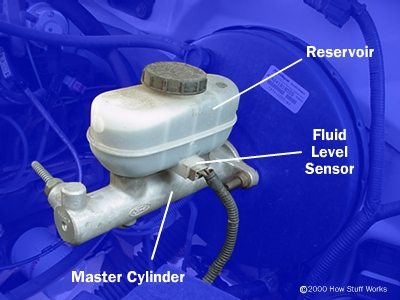 Reservoir
Fluid
Level
Sensor
Master Cylinder
©2000 How Stuff Works